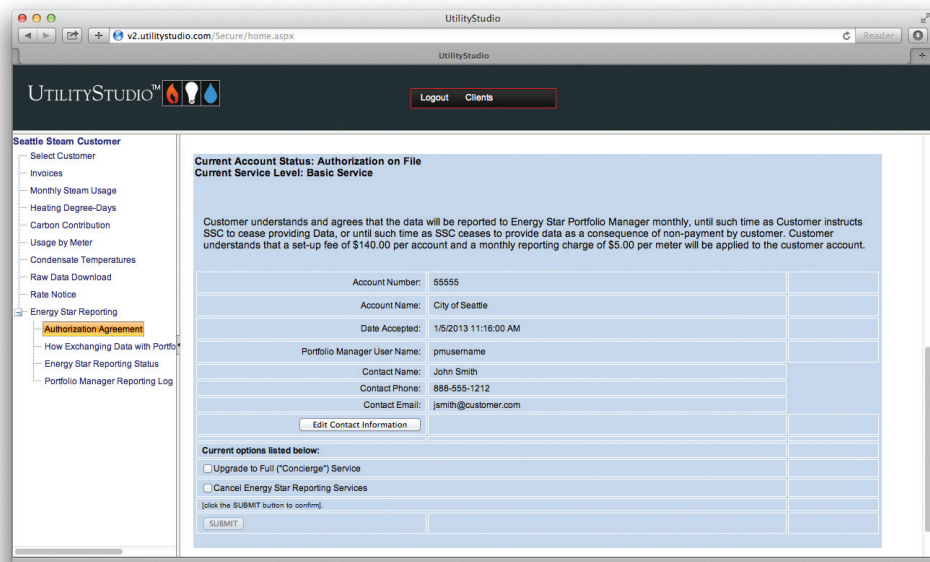 UtilityStudio
v2.utilitystudio.com/Secure/home.aspx
Reader
UtilityStudio
UTILITYSTUDIO™
Logout Clients
Seattle Steam Customer
Select Customer
Invoices
Monthly Steam Usage
Heating Degree-Days
Carbon Contribution
Usage by Meter
Condensate Temperatures
Raw Data Download
Rate Notice
Energy Star Reporting
Authorization Agreement
How Exchanging Data with Portfo
Energy Star Reporting Status
Portfolio Manager Reporting Log
Current Account Status: Authorization on File
Current Service Level: Basic Service
Customer understands and agrees that the data will be reported to Energy Star Portfolio Manager monthly, until such time as Customer instructs
SSC to cease providing Data, or until such time as SSC ceases to provide data as a consequence of non-payment by customer. Customer
understands that a set-up fee of $140.00 per account and a monthly reporting charge of $5.00 per meter will be applied to the customer account.
Account Number: 55555
Account Name: City of Seattle
Date Accepted: 1/5/2013 11:16:00 AM
Portfolio Manager User Name: pmusername
Contact Name: John Smith
Contact Phone: 888-555-1212
Contact Email: jsmith@customer.com
Edit Contact Information
Current options listed below:
Upgrade to Full ("Concierge") Service
Cancel Energy Star Reporting Services
[click the SUBMIT button to confirm].
SUBMIT